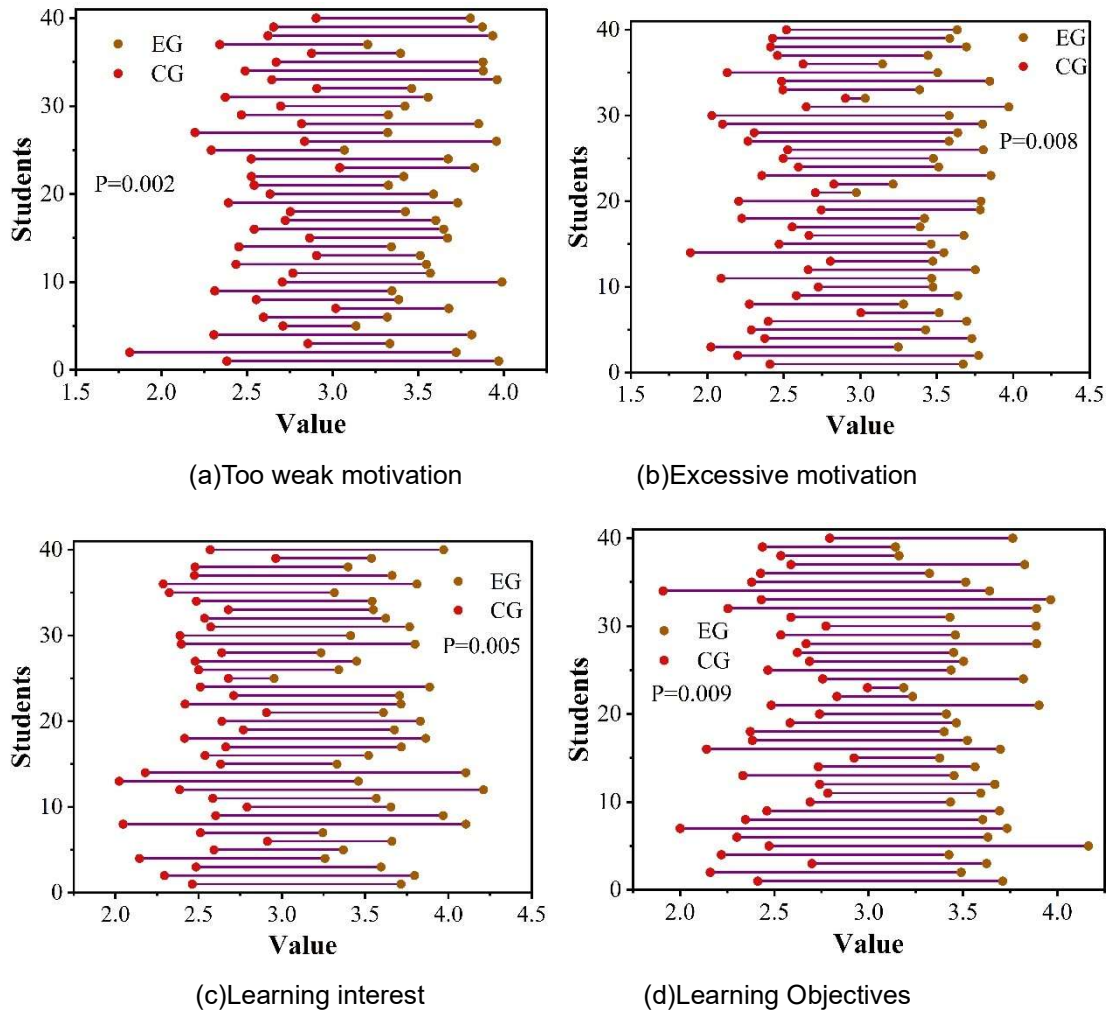 40
EG
CG
30
P=0.002
20
10
0
Students
1.5 2.0 2.5 3.0 3.5 4.0
Value
(a)Too weak motivation
40
EG
CG
30
P=0.008
20
10
0
Students
1.5 2.0 2.5 3.0 3.5 4.0 4.5
Value
(b)Excessive motivation
40
EG
CG
30
P=0.005
20
10
0
Students
2.0 2.5 3.0 3.5 4.0 4.5
Value
(c)Learning interest
40
30
EG
CG
P=0.009
20
10
0
Students
2.0 2.5 3.0 3.5 4.0
Value
(d)Learning Objectives